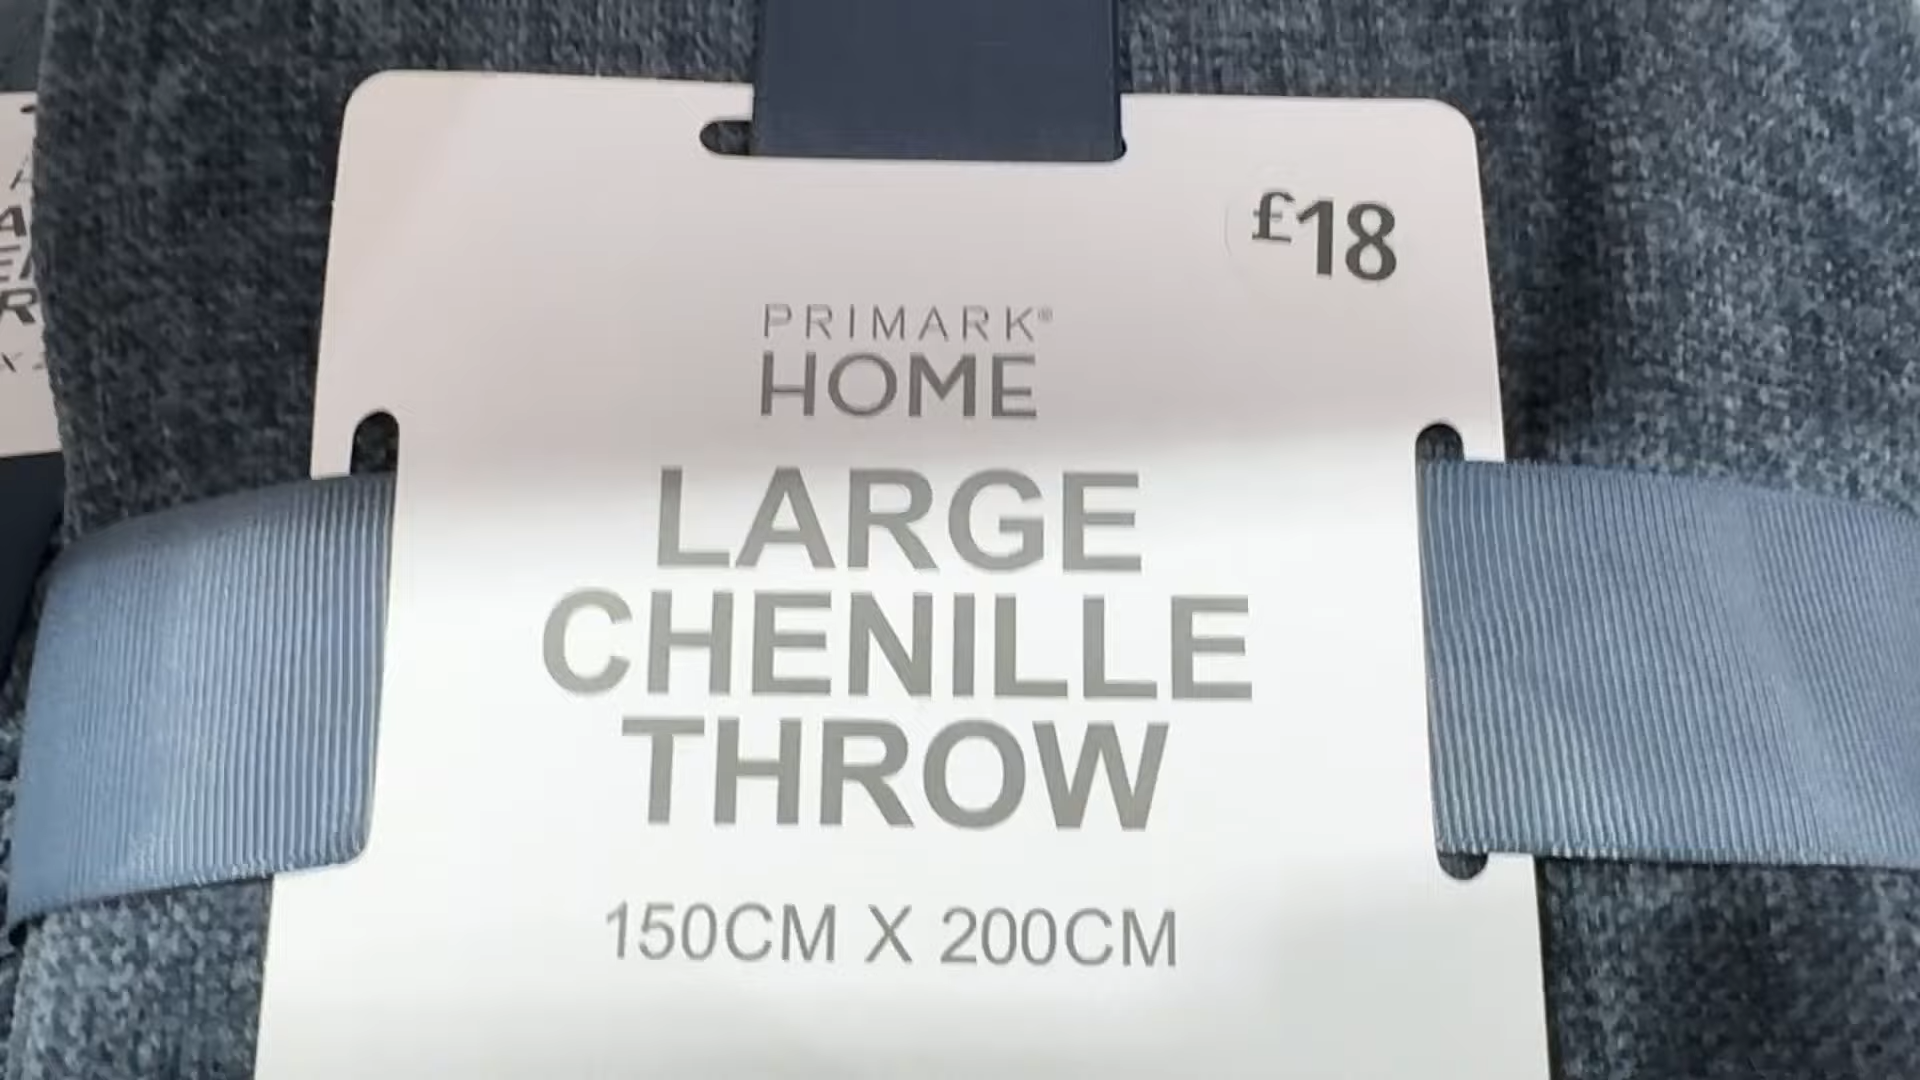 £18
PRIMARK®
HOME
LARGE
CHENILLE
THROW
150CM X 200CM